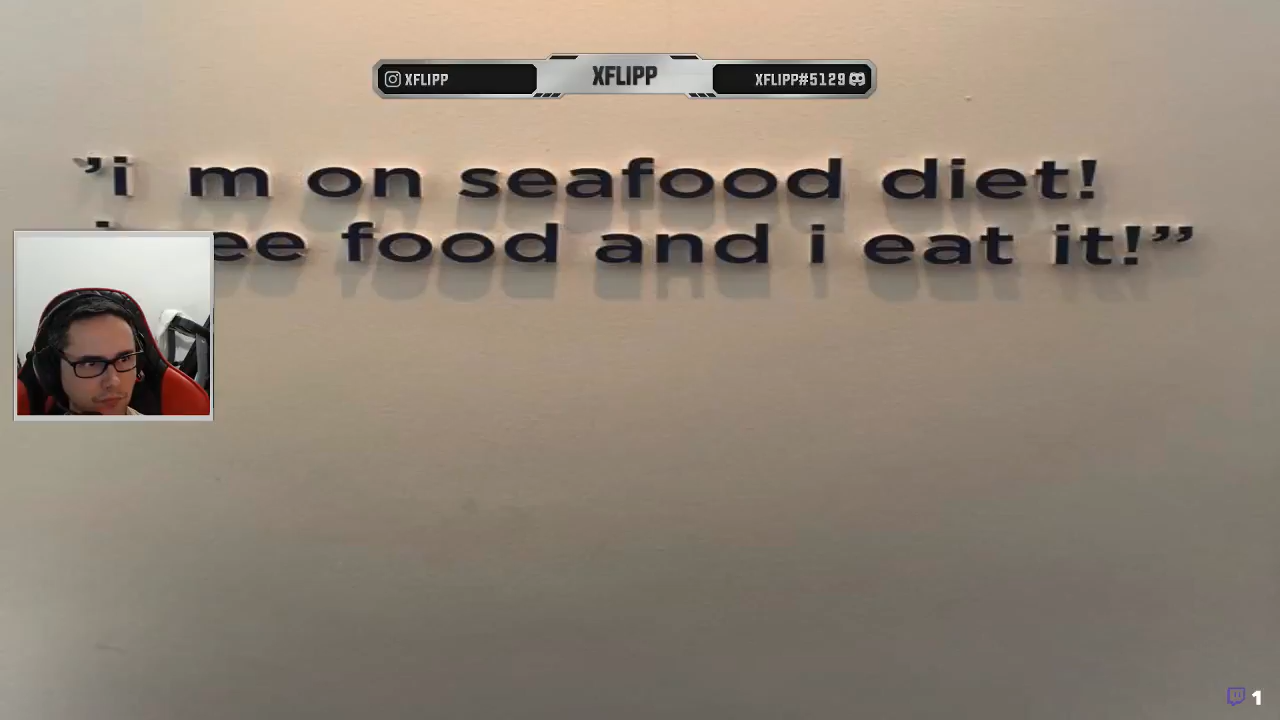 XFLIPP
XFLIPP
XFLIPP#5129
’i m on seafood diet!
ee food and i eat it!”
1